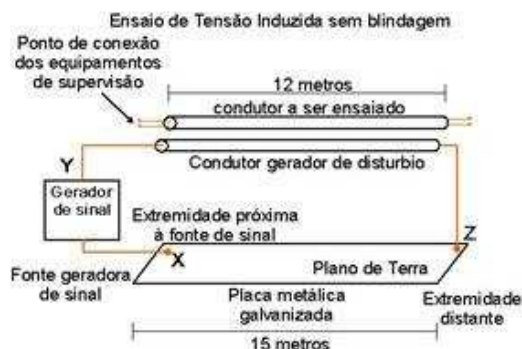 Ensaio de Tensão Induzida sem blindagem
Ponto de conexão
dos equipamentos
de supervisão
12 metros
condutor a ser ensaiado
Condutor gerador de disturbio
Y
Gerador
de sinal
Extremidade próxima
à fonte de sinal
X
Z
Fonte geradora
de sinal
Plano de Terra
Placa metálica
galvanizada
Extremidade
distante
15 metros